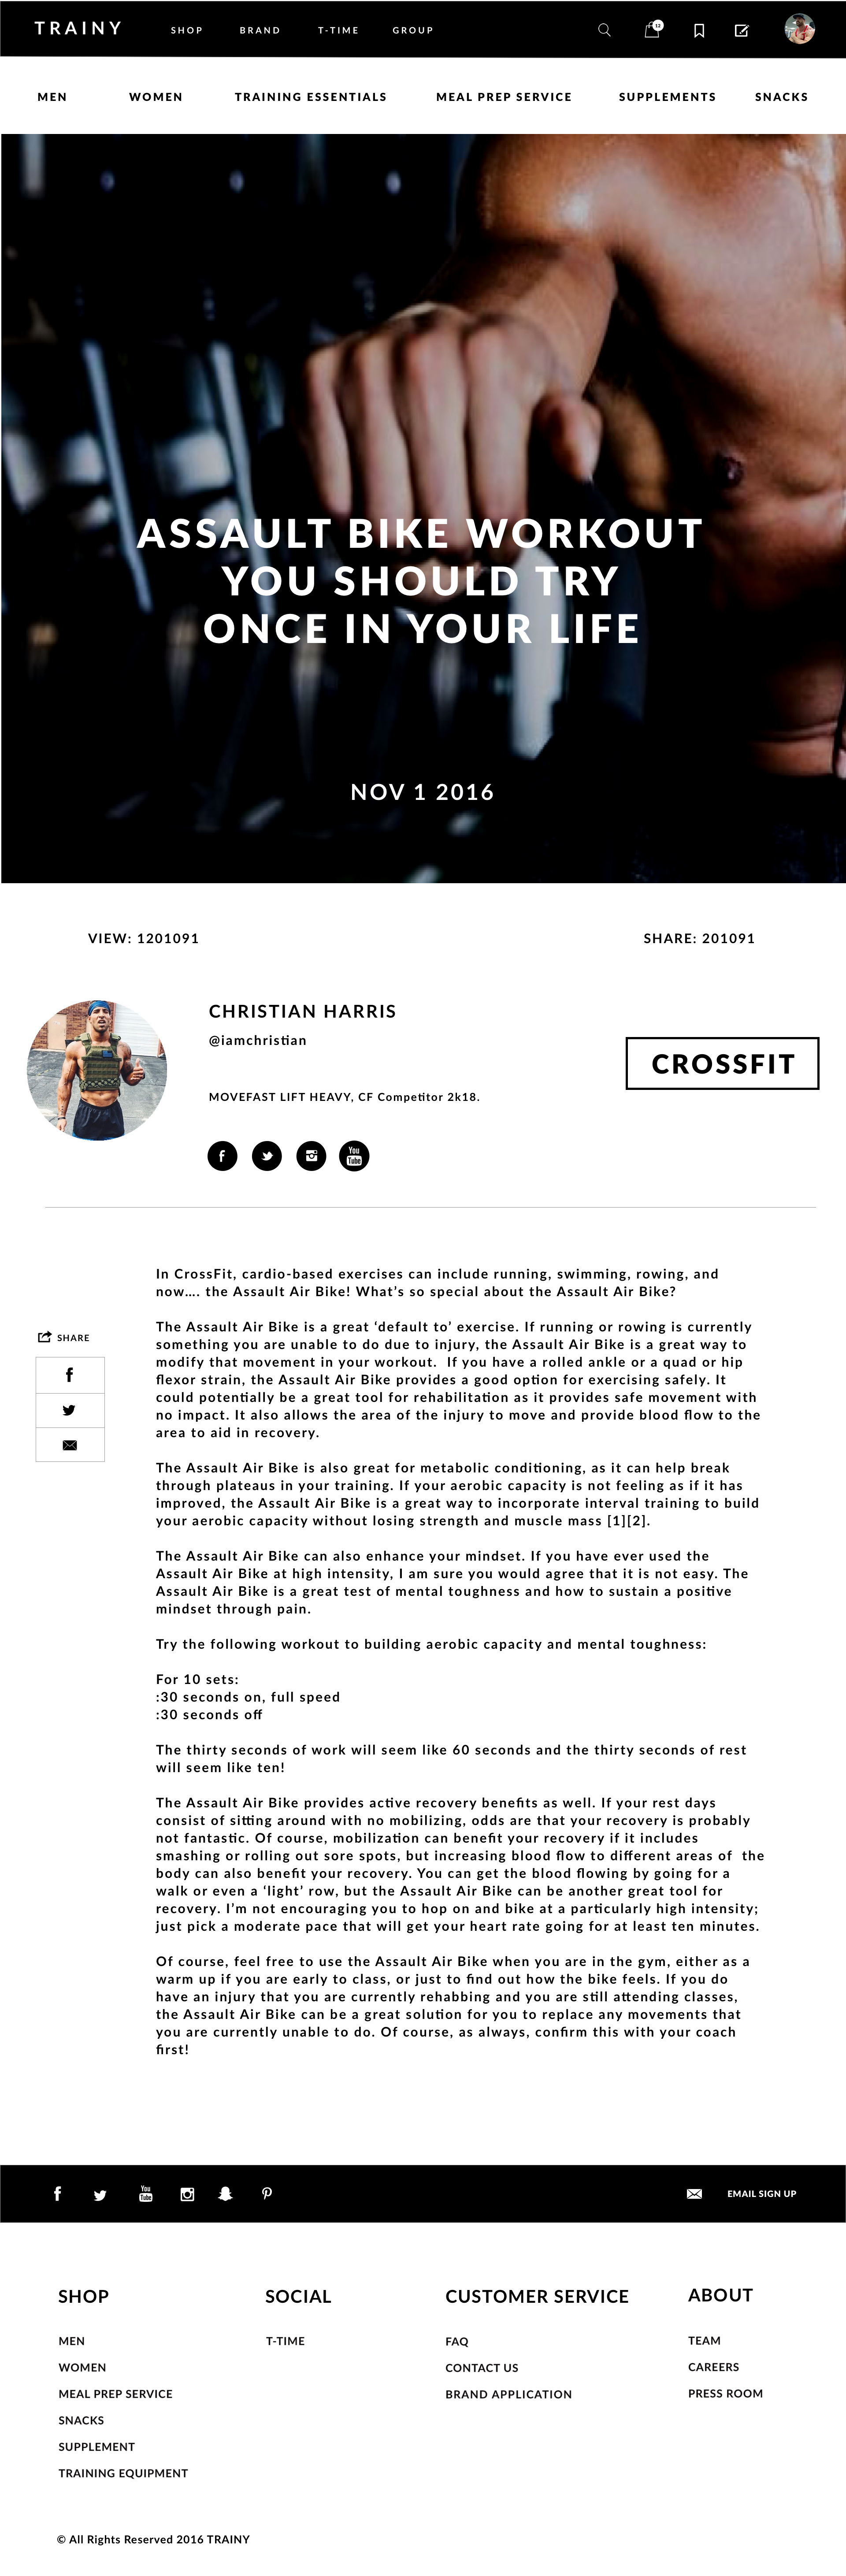 TRAINY
SHOP BRAND T-TIME GROUP
12
MEN WOMEN TRAINING ESSENTIALS MEAL PREP SERVICE SUPPLEMENTS SNACKS
ASSAULT BIKE WORKOUT
YOU SHOULD TRY
ONCE IN YOUR LIFE
NOV 1 2016
VIEW: 1201091 SHARE: 201091
CHRISTIAN HARRIS
@iamchristian
CROSSFIT
MOVEFAST LIFT HEAVY, CF Competitor 2k18.
You
Tube
In CrossFit, cardio-based exercises can include running, swimming, rowing, and
now…. the Assault Air Bike! What’s so special about the Assault Air Bike?
SHARE
The Assault Air Bike is a great ‘default to’ exercise. If running or rowing is currently
something you are unable to do due to injury, the Assault Air Bike is a great way to
modify that movement in your workout.  If you have a rolled ankle or a quad or hip
flexor strain, the Assault Air Bike provides a good option for exercising safely. It
could potentially be a great tool for rehabilitation as it provides safe movement with
no impact. It also allows the area of the injury to move and provide blood flow to the
area to aid in recovery.
The Assault Air Bike is also great for metabolic conditioning, as it can help break
through plateaus in your training. If your aerobic capacity is not feeling as if it has
improved, the Assault Air Bike is a great way to incorporate interval training to build
your aerobic capacity without losing strength and muscle mass [1][2].
The Assault Air Bike can also enhance your mindset. If you have ever used the
Assault Air Bike at high intensity, I am sure you would agree that it is not easy. The
Assault Air Bike is a great test of mental toughness and how to sustain a positive
mindset through pain.
Try the following workout to building aerobic capacity and mental toughness:
For 10 sets:
:30 seconds on, full speed
:30 seconds off
The thirty seconds of work will seem like 60 seconds and the thirty seconds of rest
will seem like ten!
The Assault Air Bike provides active recovery benefits as well. If your rest days
consist of sitting around with no mobilizing, odds are that your recovery is probably
not fantastic. Of course, mobilization can benefit your recovery if it includes
smashing or rolling out sore spots, but increasing blood flow to different areas of  the
body can also benefit your recovery. You can get the blood flowing by going for a
walk or even a ‘light’ row, but the Assault Air Bike can be another great tool for
recovery. I’m not encouraging you to hop on and bike at a particularly high intensity;
just pick a moderate pace that will get your heart rate going for at least ten minutes.
Of course, feel free to use the Assault Air Bike when you are in the gym, either as a
warm up if you are early to class, or just to find out how the bike feels. If you do
have an injury that you are currently rehabbing and you are still attending classes,
the Assault Air Bike can be a great solution for you to replace any movements that
you are currently unable to do. Of course, as always, confirm this with your coach
first!
You
Tube
EMAIL SIGN UP
SHOP
MEN
WOMEN
MEAL PREP SERVICE
SNACKS
SUPPLEMENT
TRAINING EQUIPMENT
SOCIAL
T-TIME
CUSTOMER SERVICE
FAQ
CONTACT US
BRAND APPLICATION
ABOUT
TEAM
CAREERS
PRESS ROOM
© All Rights Reserved 2016 TRAINY